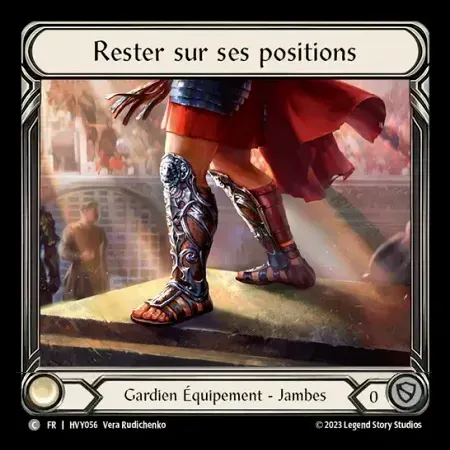 Rester sur ses positions
Gardien Équipement - Jambes
0
C FR | HVY056 Vera Rudichenko
©2023 Legend Story Studios